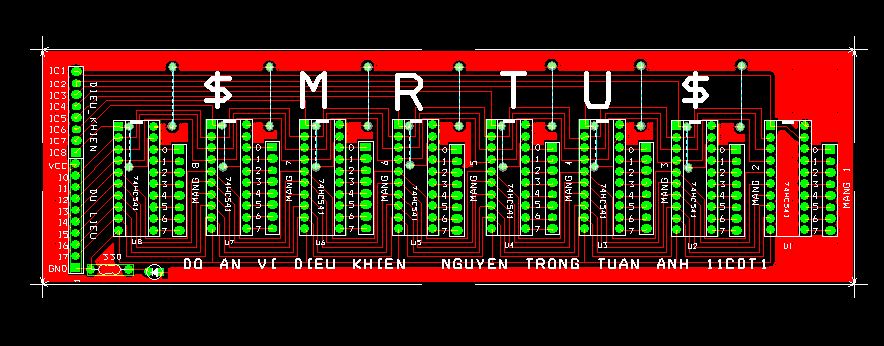 $ M R T U $
IC1
IC2
IC3
IC4
IC5
IC6
IC7
IC8
VCC
I0
I1
I2
I3
I4
I5
I6
I7
GND
DIEU KHIEN
DU LIEU
330
0
1
2
3
4
5
6
7
74HC541
U8
MANG 8
0
1
2
3
4
5
6
7
74HC541
U7
MANG 7
0
1
2
3
4
5
6
7
74HC541
U6
MANG 6
0
1
2
3
4
5
6
7
74HC541
U5
MANG 5
0
1
2
3
4
5
6
7
74HC541
U4
MANG 4
0
1
2
3
4
5
6
7
74HC541
U3
MANG 3
0
1
2
3
4
5
6
7
74HC541
U2
MANG 2
0
1
2
3
4
5
6
7
74HC541
U1
MANG 1
DO AN VI DIEU KHIEN NGUYEN TRONG TUAN ANH 11CDT1